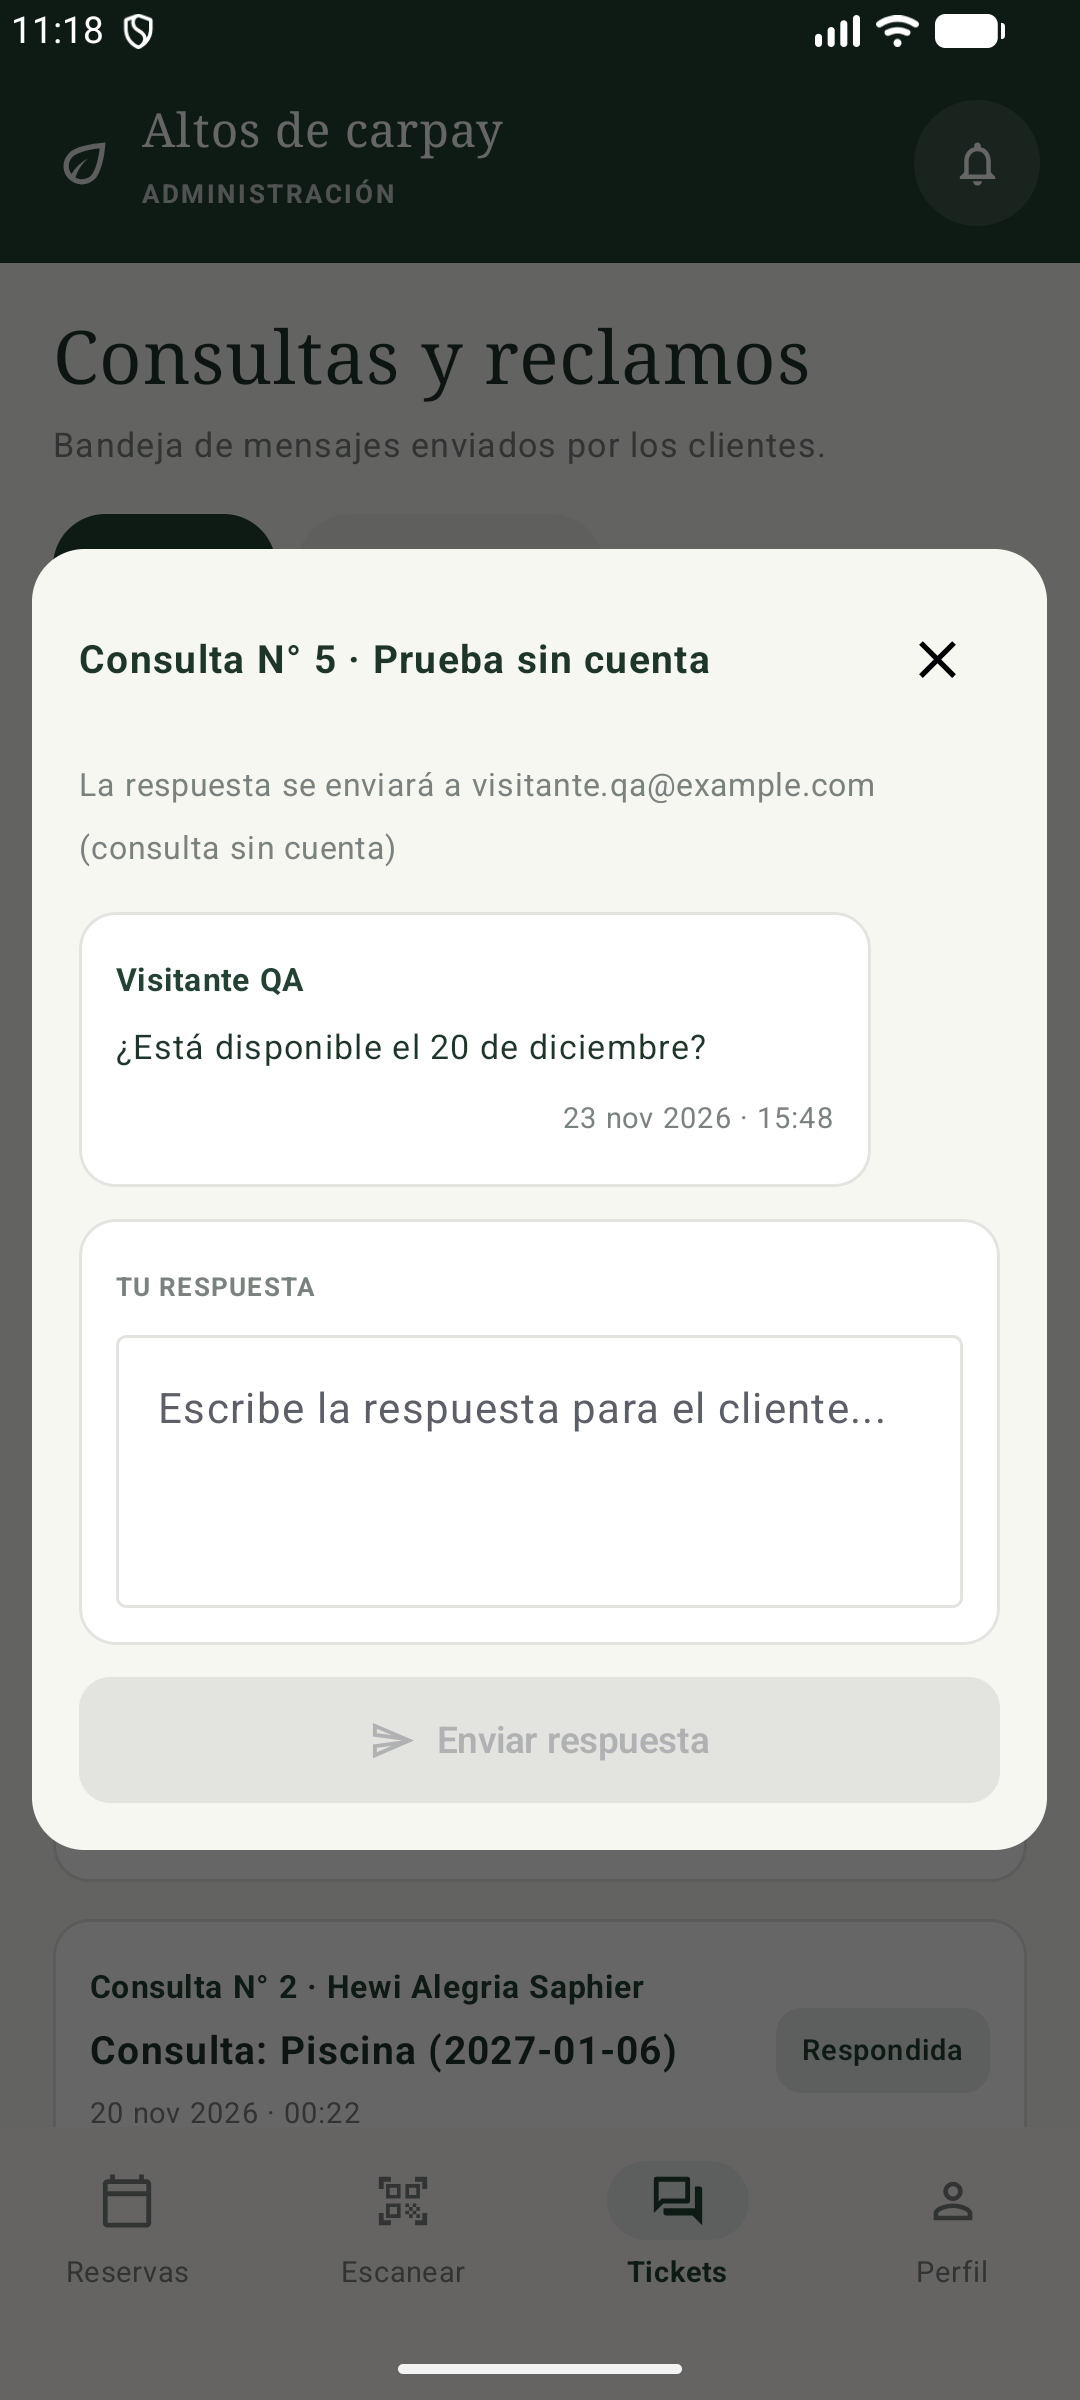 11:18
Altos de carpay
ADMINISTRACIÓN
Consultas y reclamos
Bandeja de mensajes enviados por los clientes.
Consulta N° 5 · Prueba sin cuenta
La respuesta se enviará a visitante.qa@example.com
(consulta sin cuenta)
Visitante QA
¿Está disponible el 20 de diciembre?
23 nov 2026 · 15:48
TU RESPUESTA
Escribe la respuesta para el cliente...
Enviar respuesta
Consulta N° 2 · Hewi Alegria Saphier
Consulta: Piscina (2027-01-06)
Respondida
20 nov 2026 · 00:22
Reservas
Escanear
Tickets
Perfil